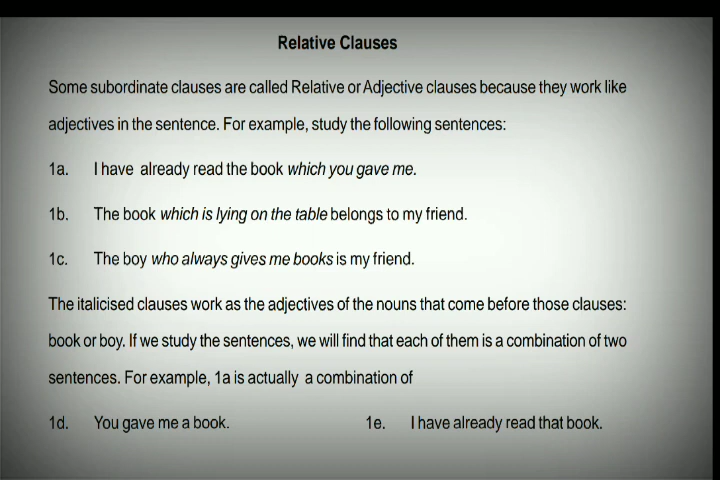 Relative Clauses
Some subordinate clauses are called Relative or Adjective clauses because they work like
adjectives in the sentence. For example, study the following sentences:
1a. I have already read the book which you gave me.
1b. The book which is lying on the table belongs to my friend.
1c. The boy who always gives me books is my friend.
The italicised clauses work as the adjectives of the nouns that come before those clauses:
book or boy. If we study the sentences, we will find that each of them is a combination of two
sentences. For example, 1a is actually a combination of
1d. You gave me a book. 1e. I have already read that book.